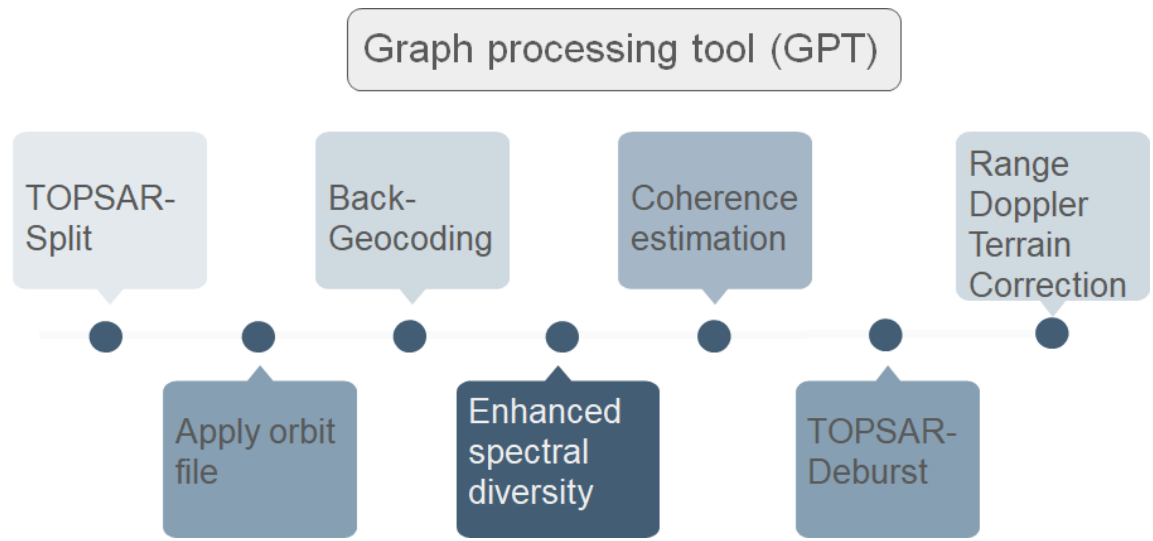 Graph processing tool (GPT)
TOPSAR-
Split
Apply orbit
file
Back-
Geocoding
Enhanced
spectral
diversity
Coherence
estimation
TOPSAR-
Deburst
Range
Doppler
Terrain
Correction